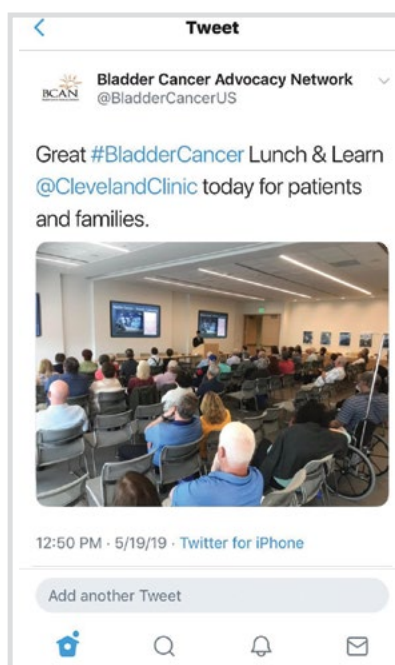 Tweet
BCAN
Bladder Cancer Advocacy Network
@BladderCancerUS
Great #BladderCancer Lunch & Learn
@ClevelandClinic today for patients
and families.
12:50 PM · 5/19/19 · Twitter for iPhone
Add another Tweet